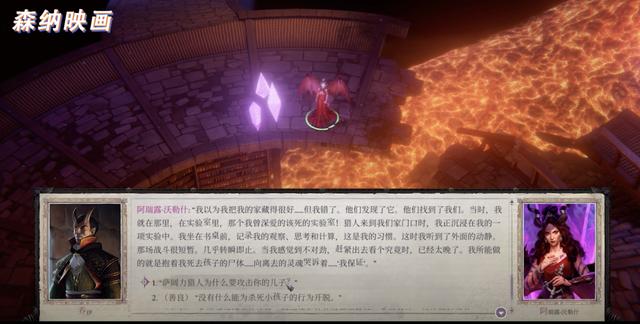 森纳映画
阿瑞露·沃勒什:“我以为我把我的家藏得很好……但我错了。他们发现了它。他们找到了我们。当时，我
就在那里，在实验室里，那个我曾深爱的该死的实验室！猎人来到我们家门口时，我正沉浸在我的一
项实验中。我坐在书桌前，记录我的观察、思考和计算，这是我的习惯。这时我听到了外面的动静。
那场战斗很短暂。几乎转瞬即止。当我感觉到不对劲，赶紧出去看个究竟时，已经太晚了。我所能做
的就是抱着我死去孩子的尸体……向离去的灵魂哭诉着……‘我保证’。”
1.“萨阔力猎人为什么要攻击你的儿子？”
2. （善良）“没有什么能为杀死小孩子的行为开脱。”
阿瑞露·沃勒什